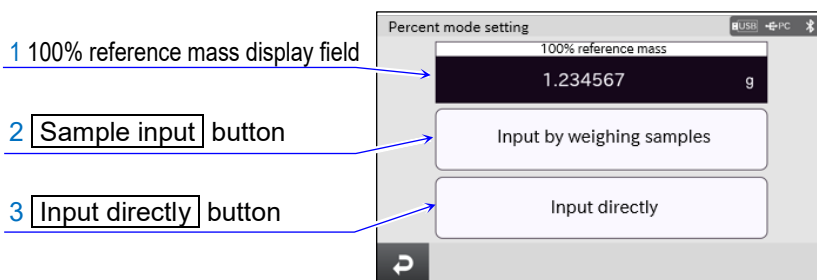 Percent mode setting
USB PC
1 100% reference mass display field
100% reference mass
1.234567 g
2 Sample input button
Input by weighing samples
3 Input directly button
Input directly